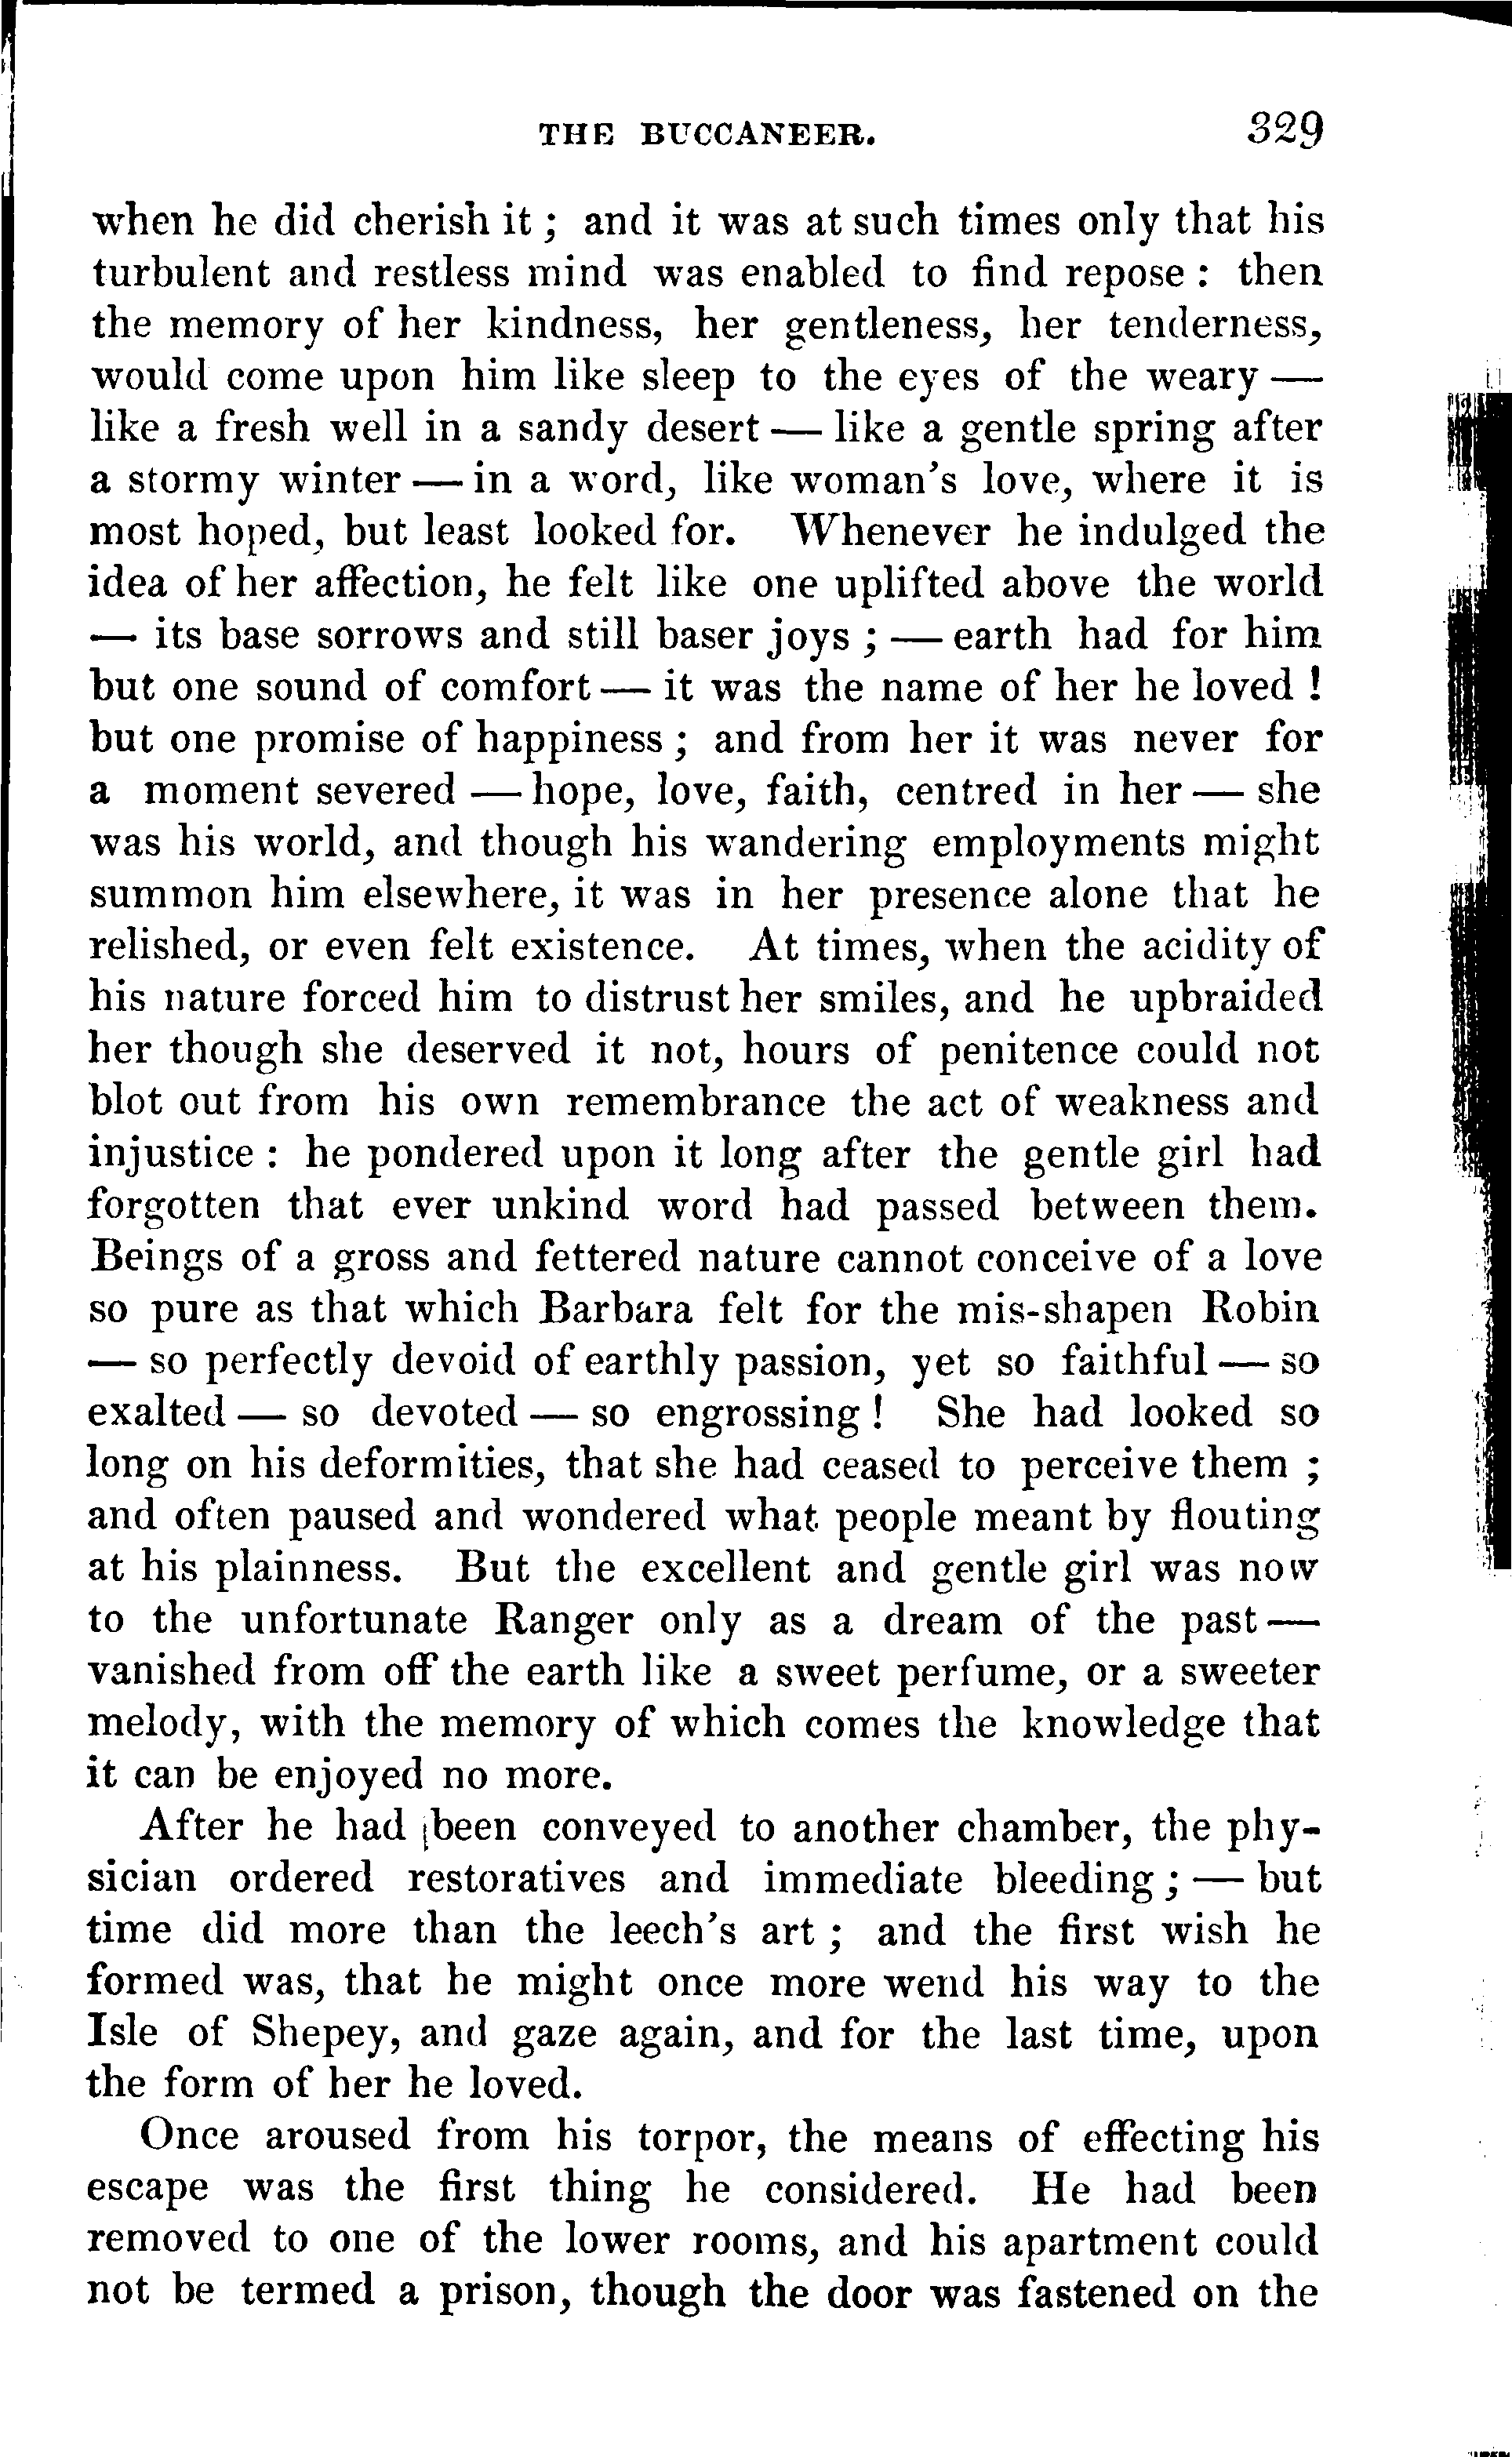 THE BUCCANEER. 329
when he did cherish it ; and it was at such times only that his
turbulent and restless mind was enabled to find repose : then
the memory of her kindness, her gentleness, her tenderness,
would come upon him like sleep to the eyes of the weary —
like a fresh well in a sandy desert — like a gentle spring after
a stormy winter — in a word, like woman's love, where it is
most hoped, but least looked for. Whenever he indulged the
idea of her affection, he felt like one uplifted above the world
— its base sorrows and still baser joys ; — earth had for him
but one sound of comfort — it was the name of her he loved !
but one promise of happiness ; and from her it was never for
a moment severed — hope, love, faith, centred in her — she
was his world, and though his wandering employments might
summon him elsewhere, it was in her presence alone that he
relished, or even felt existence. At times, when the acidity of
his nature forced him to distrust her smiles, and he upbraided
her though she deserved it not, hours of penitence could not
blot out from his own remembrance the act of weakness and
injustice : he pondered upon it long after the gentle girl had
forgotten that ever unkind word had passed between them.
Beings of a gross and fettered nature cannot conceive of a love
so pure as that which Barbara felt for the mis-shapen Robin
— so perfectly devoid of earthly passion, yet so faithful — so
exalted — so devoted — so engrossing ! She had looked so
long on his deformities, that she had ceased to perceive them ;
and often paused and wondered what people meant by flouting
at his plainness. But the excellent and gentle girl was now
to the unfortunate Ranger only as a dream of the past —
vanished from off the earth like a sweet perfume, or a sweeter
melody, with the memory of which comes the knowledge that
it can be enjoyed no more.
After he had been conveyed to another chamber, the phy-
sician ordered restoratives and immediate bleeding ; — but
time did more than the leech's art ; and the first wish he
formed was, that he might once more wend his way to the
Isle of Shepey, and gaze again, and for the last time, upon
the form of her he loved.
Once aroused from his torpor, the means of effecting his
escape was the first thing he considered. He had been
removed to one of the lower rooms, and his apartment could
not be termed a prison, though the door was fastened on the